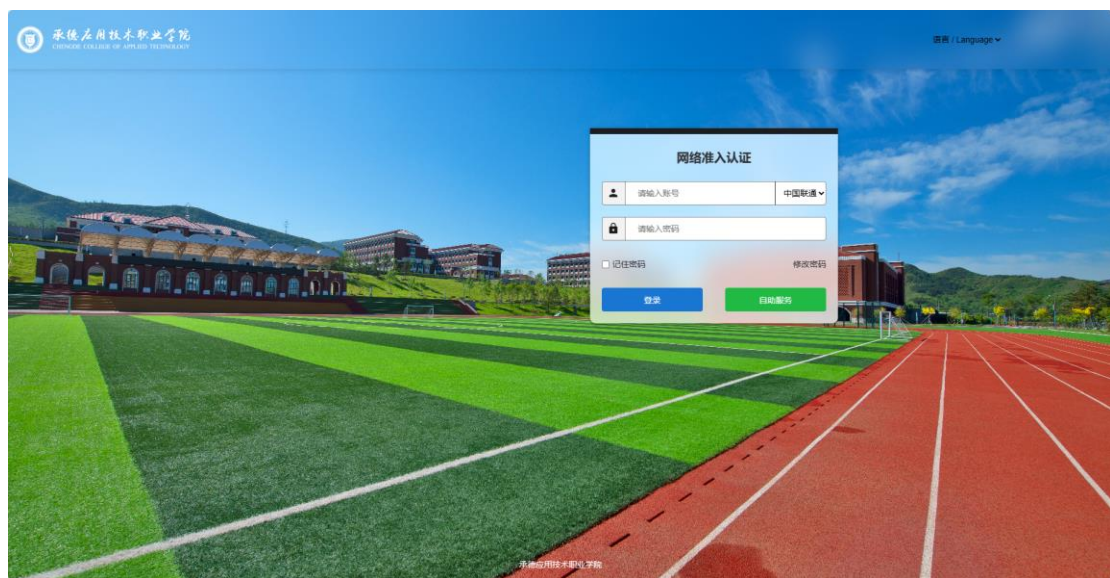 承德应用技术职业学院
CHENGDE COLLEGE OF APPLIED TECHNOLOGY
语言 / Language
网络准入认证
请输入账号 中国联通
请输入密码
记住密码 修改密码
登录 自助服务
承德应用技术职业学院